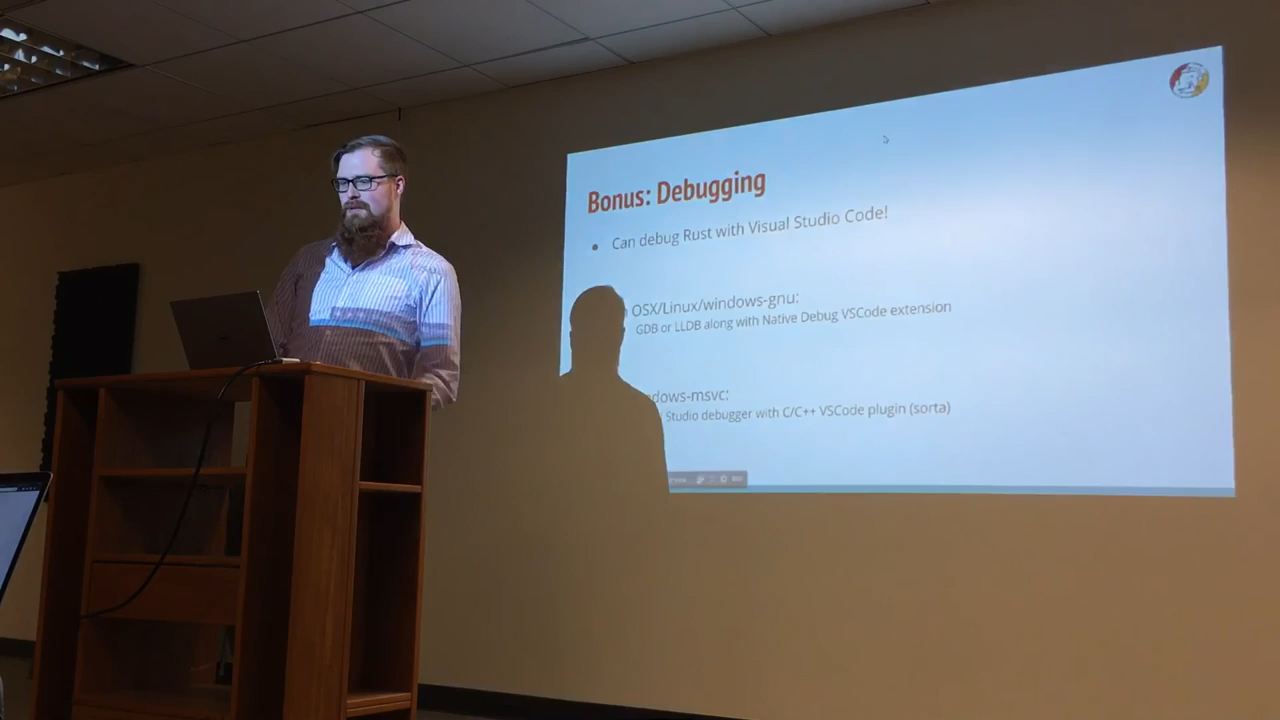 Bonus: Debugging
Can debug Rust with Visual Studio Code!
OSX/Linux/windows-gnu:
GDB or LLDB along with Native Debug VSCode extension
dows-msvc:
Studio debugger with C/C++ VSCode plugin (sorta)